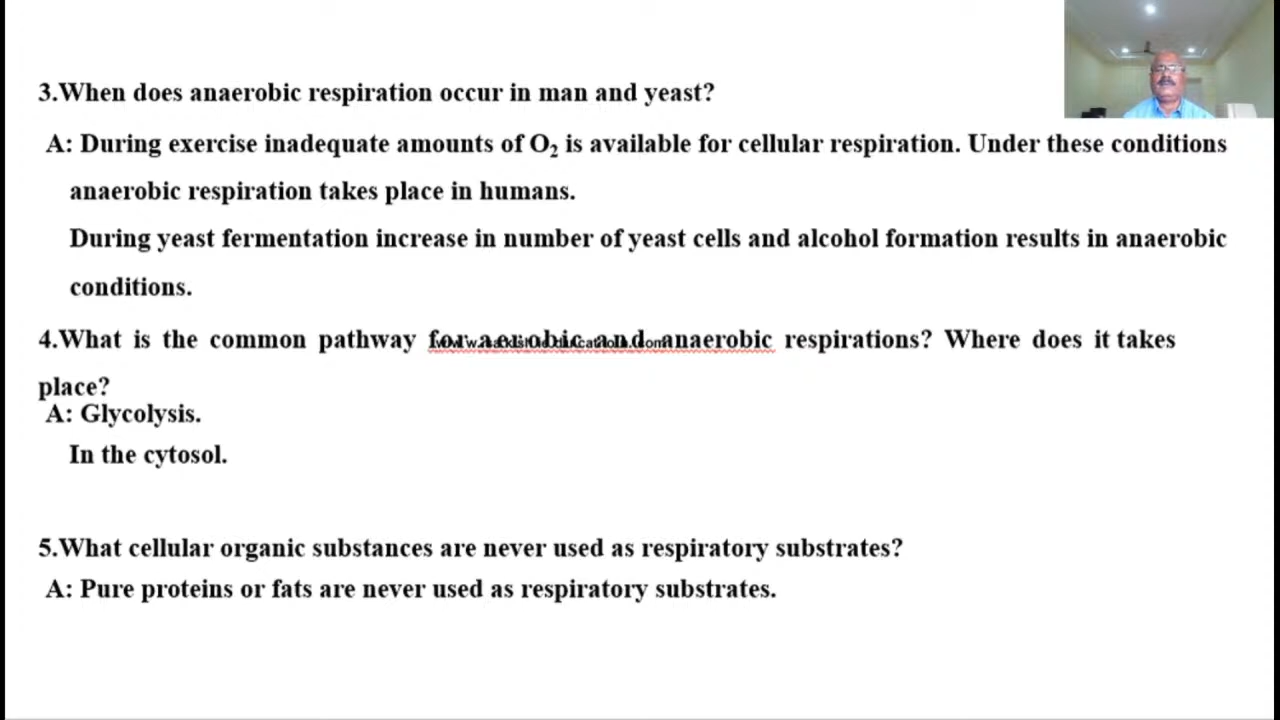 3.When does anaerobic respiration occur in man and yeast?
A: During exercise inadequate amounts of O₂ is available for cellular respiration. Under these conditions
anaerobic respiration takes place in humans.
During yeast fermentation increase in number of yeast cells and alcohol formation results in anaerobic
conditions.
4.What is the common pathway for aerobic and anaerobic respirations? Where does it takes
place?
A: Glycolysis.
In the cytosol.
5.What cellular organic substances are never used as respiratory substrates?
A: Pure proteins or fats are never used as respiratory substrates.